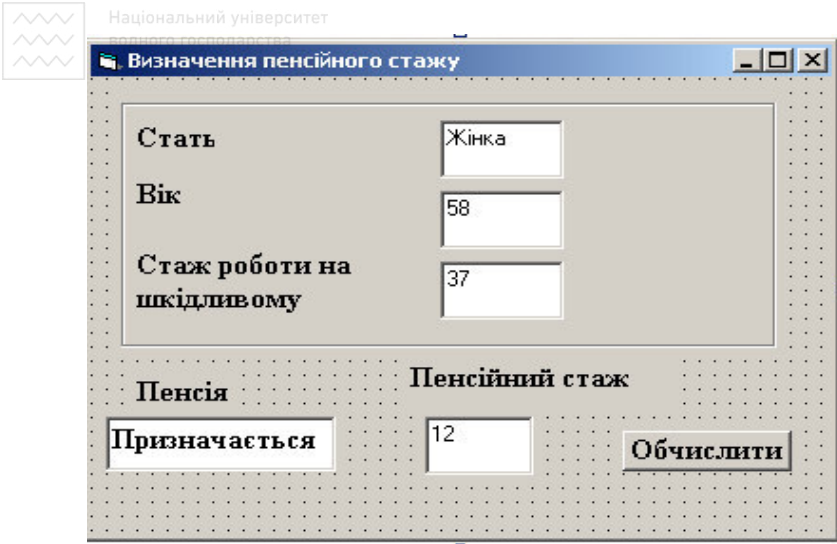 Національний університет
водного господарства
Визначення пенсійного стажу
Стать
Жінка
Вік
58
Стаж роботи на
шкідливому
37
Пенсія
Пенсійний стаж
Призначається
12
Обчислити